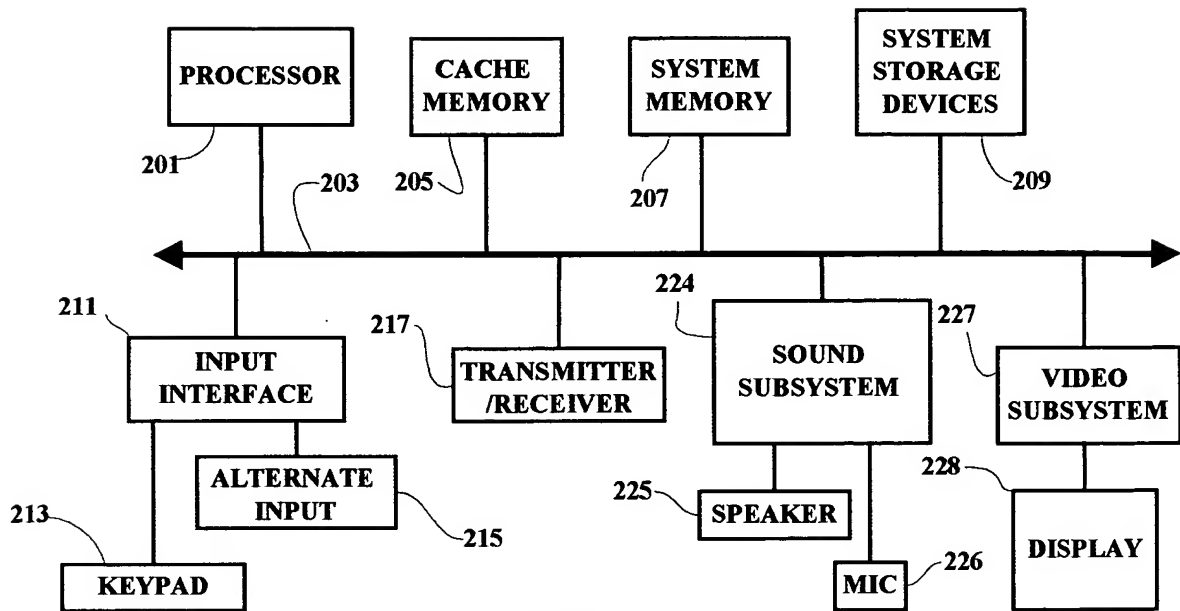 PROCESSOR
CACHE
MEMORY
SYSTEM
MEMORY
SYSTEM
STORAGE
DEVICES
201
203
205
207
209
211
INPUT
INTERFACE
217
TRANSMITTER
/RECEIVER
224
SOUND
SUBSYSTEM
227
VIDEO
SUBSYSTEM
213
ALTERNATE
INPUT
215
KEYPAD
225
SPEAKER
MIC
226
228
DISPLAY